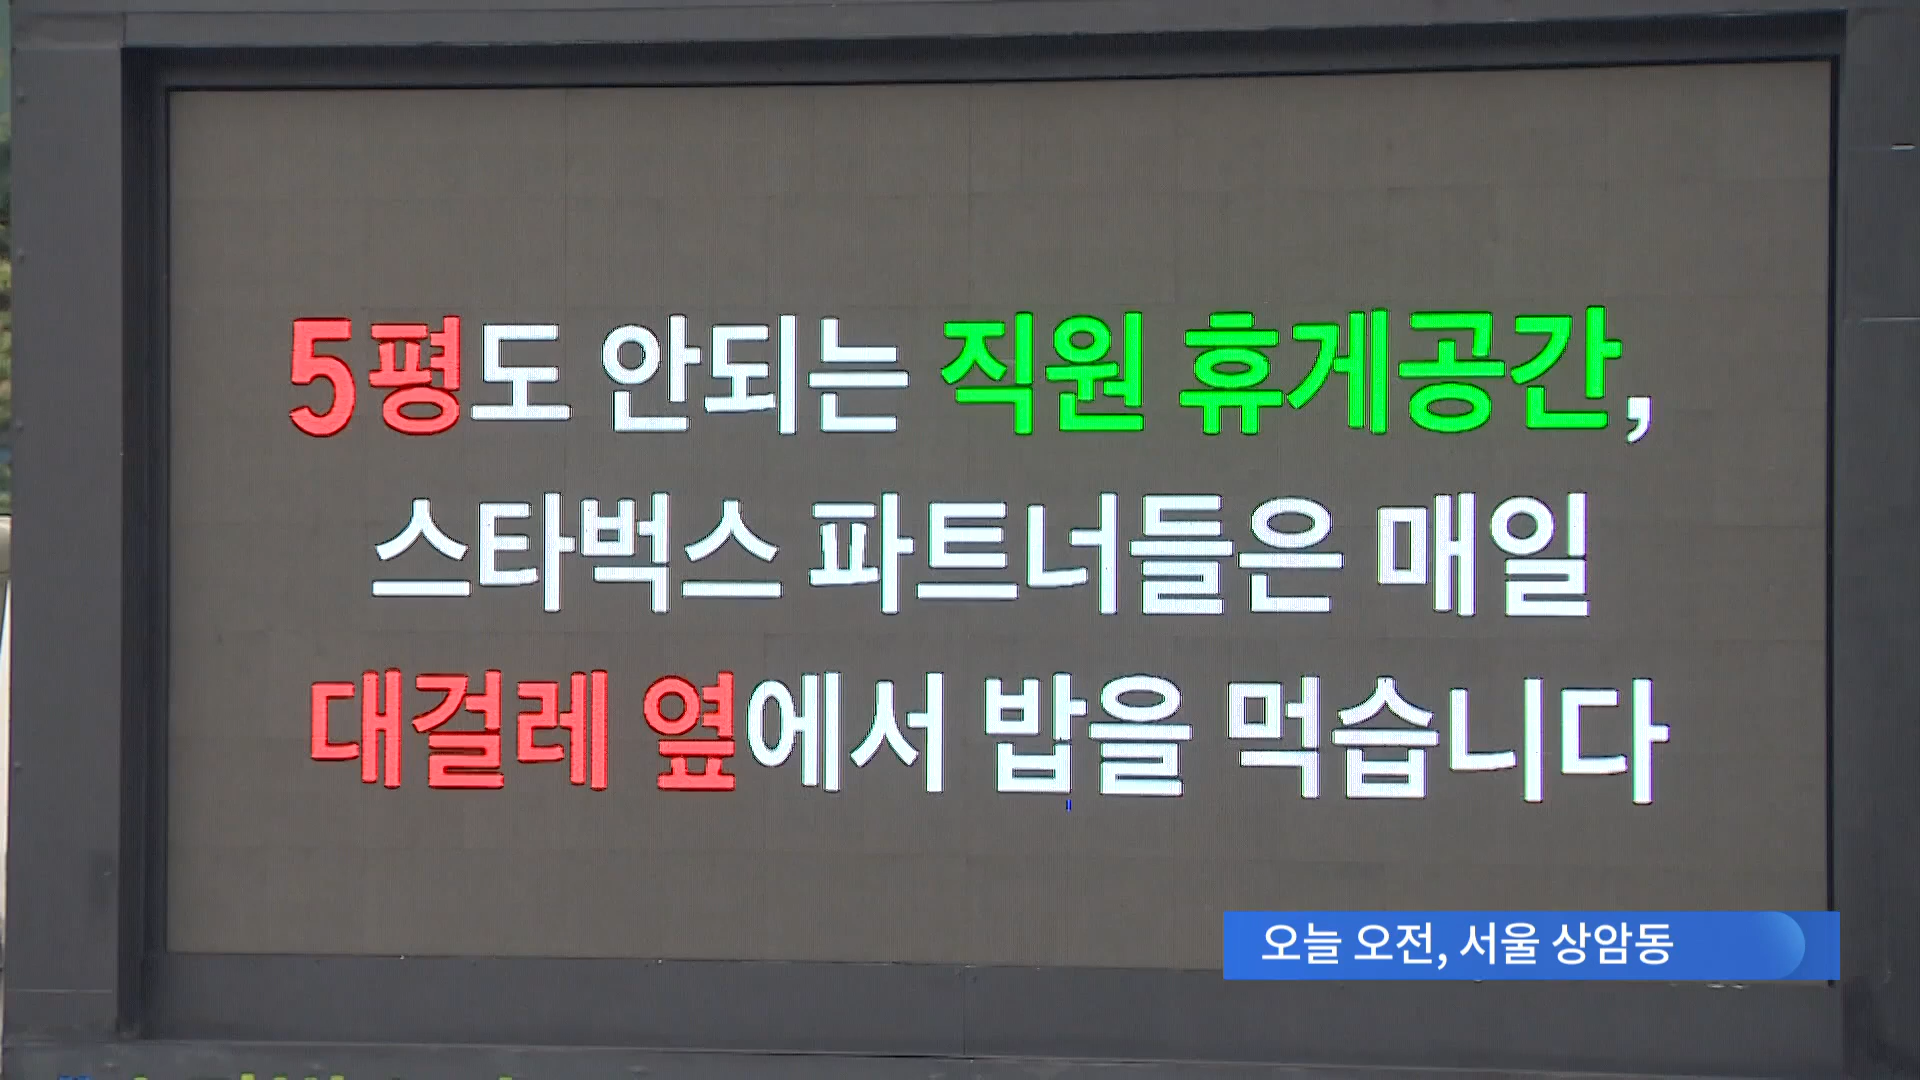 5평도 안되는 직원 휴게공간,
스타벅스 파트너들은 매일
대걸레 옆에서 밥을 먹습니다
오늘 오전, 서울 상암동